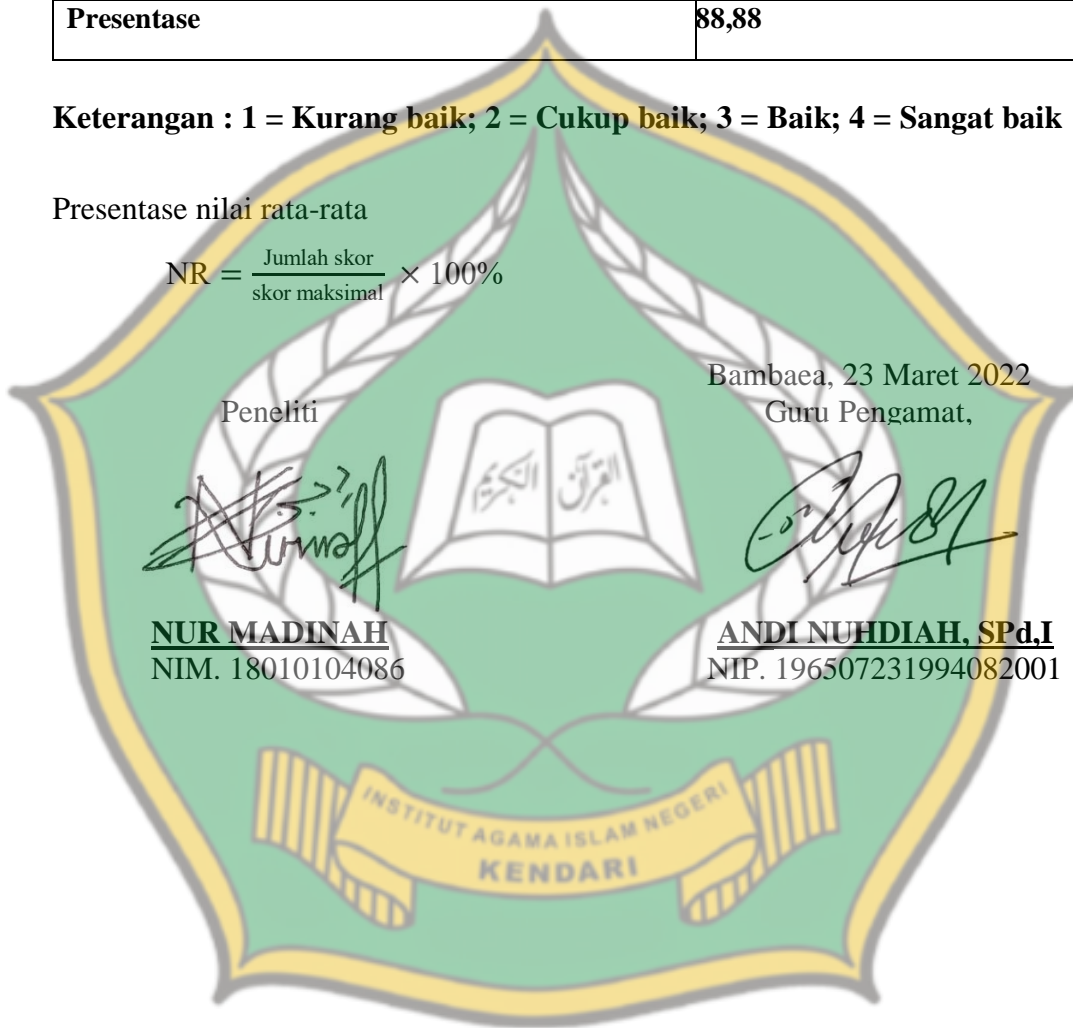 Presentase 88,88
Keterangan : 1 = Kurang baik; 2 = Cukup baik; 3 = Baik; 4 = Sangat baik
Presentase nilai rata-rata
NR = Jumlah skor / skor maksimal × 100%
Bambaea, 23 Maret 2022
Peneliti Guru Pengamat,
القرآن الكريم
NUR MADINAH ANDI NUHDIAH, SPd,I
NIM. 18010104086 NIP. 196507231994082001
INSTITUT AGAMA ISLAM NEGERI
KENDARI